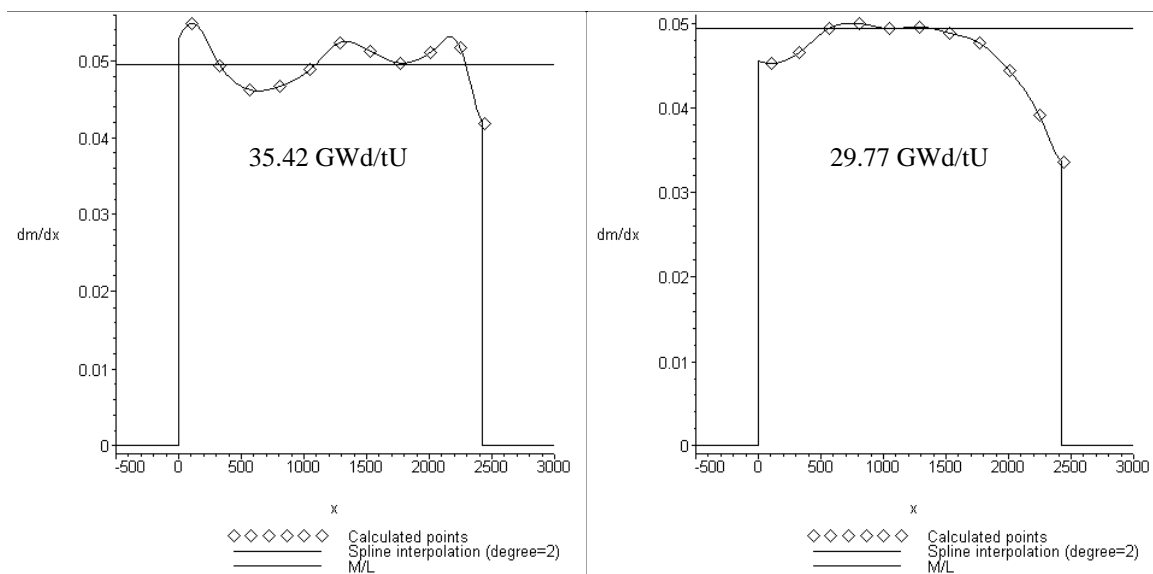 0.05
0.04
0.03
0.02
0.01
0
dm/dx
35.42 GWd/tU
-500 0 500 1000 1500 2000 2500 3000
x
Calculated points
Spline interpolation (degree=2)
M/L
0.05
0.04
0.03
0.02
0.01
0
dm/dx
29.77 GWd/tU
-500 0 500 1000 1500 2000 2500 3000
x
Calculated points
Spline interpolation (degree=2)
M/L